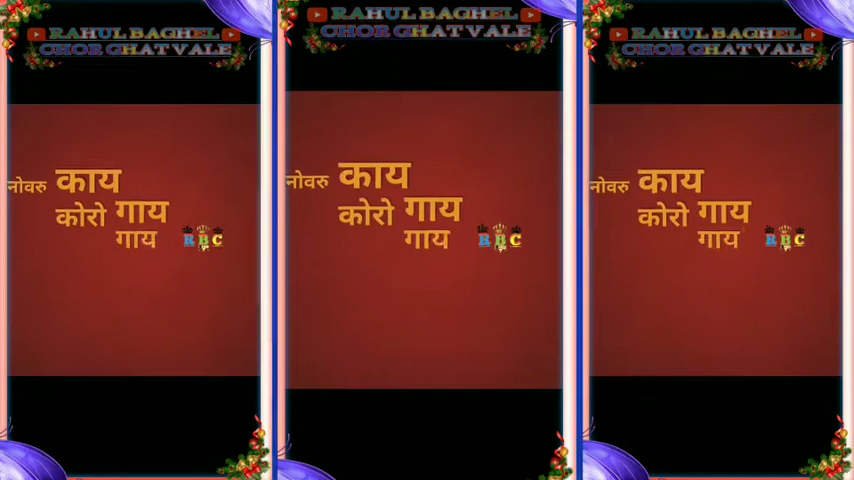 RAHUL BAGHEL
CHOR GHATVALE
नोवरु काय
कोरो गाय
गाय
RBC
RAHUL BAGHEL
CHOR GHATVALE
नोवरु काय
कोरो गाय
गाय
RBC
RAHUL BAGHEL
CHOR GHATVALE
नोवरु काय
कोरो गाय
गाय
RBC